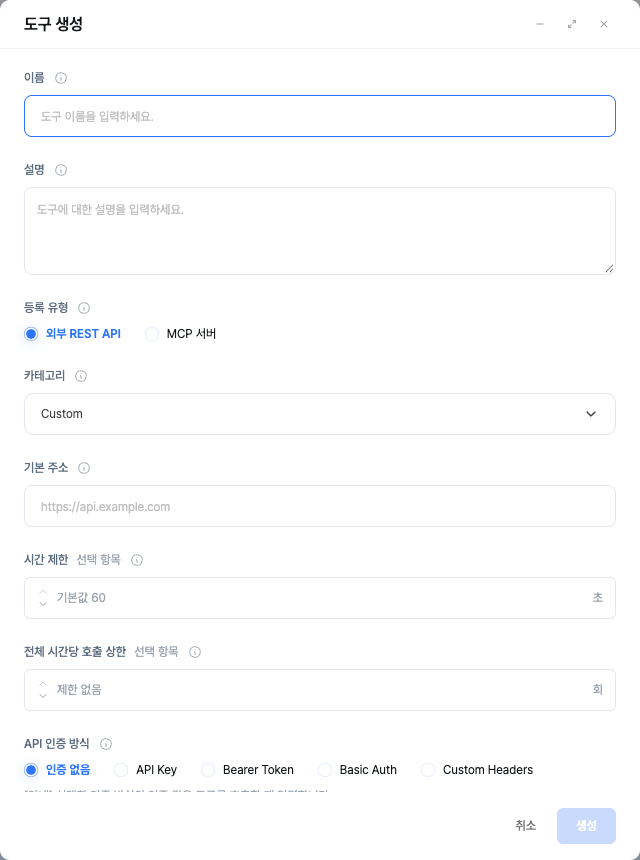 도구 생성
이름
도구 이름을 입력하세요.
설명
도구에 대한 설명을 입력하세요.
등록 유형
외부 REST API MCP 서버
카테고리
Custom
기본 주소
https://api.example.com
시간 제한 선택 항목
기본값 60 초
전체 시간당 호출 상한 선택 항목
제한 없음 회
API 인증 방식
인증 없음 API Key Bearer Token Basic Auth Custom Headers
취소 생성